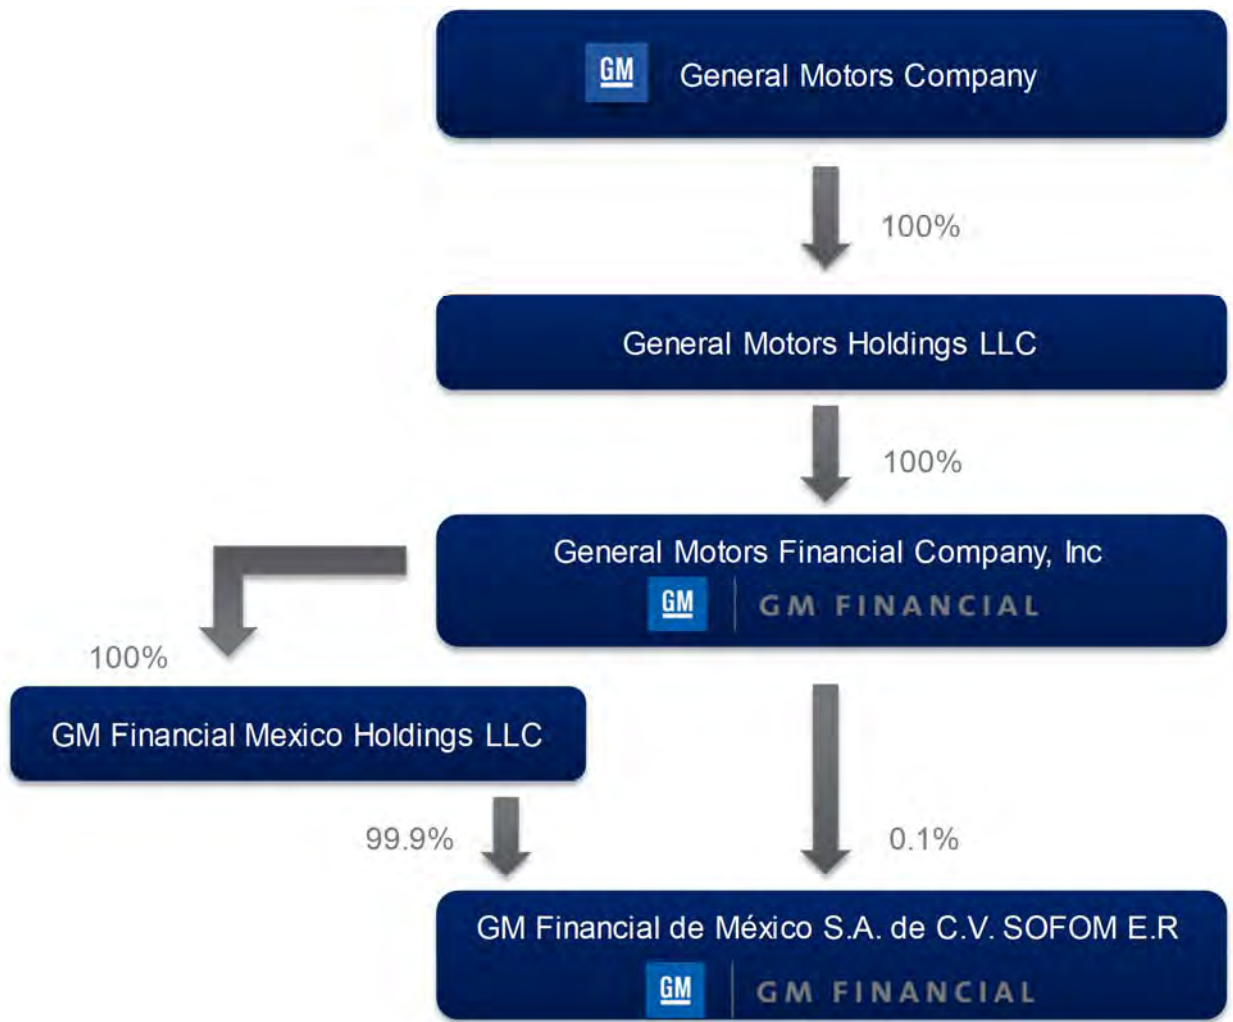 GM General Motors Company
100%
General Motors Holdings LLC
100%
General Motors Financial Company, Inc
GM GM FINANCIAL
100%
GM Financial Mexico Holdings LLC
99.9%
0.1%
GM Financial de México S.A. de C.V. SOFOM E.R
GM GM FINANCIAL